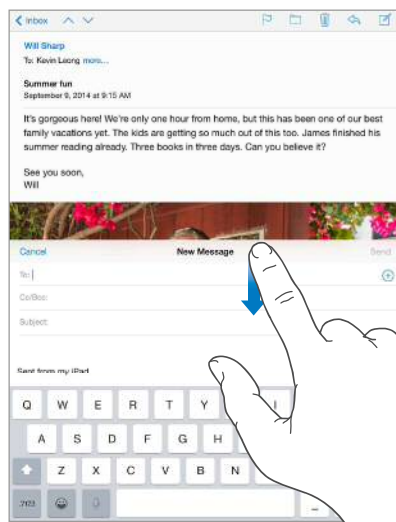 Inbox
Will Sharp
To: Kevin Leong more...
Summer fun
September 9, 2014 at 9:15 AM
It's gorgeous here! We're only one hour from home, but this has been one of our best
family vacations yet. The kids are getting so much out of this too. James finished his
summer reading already. Three books in three days. Can you believe it?
See you soon,
Will
Cancel New Message Send
To:
Cc/Bcc:
Subject:
Sent from my iPad
Q W E R T Y I
A S D F G H
Z X C V B N
.?123